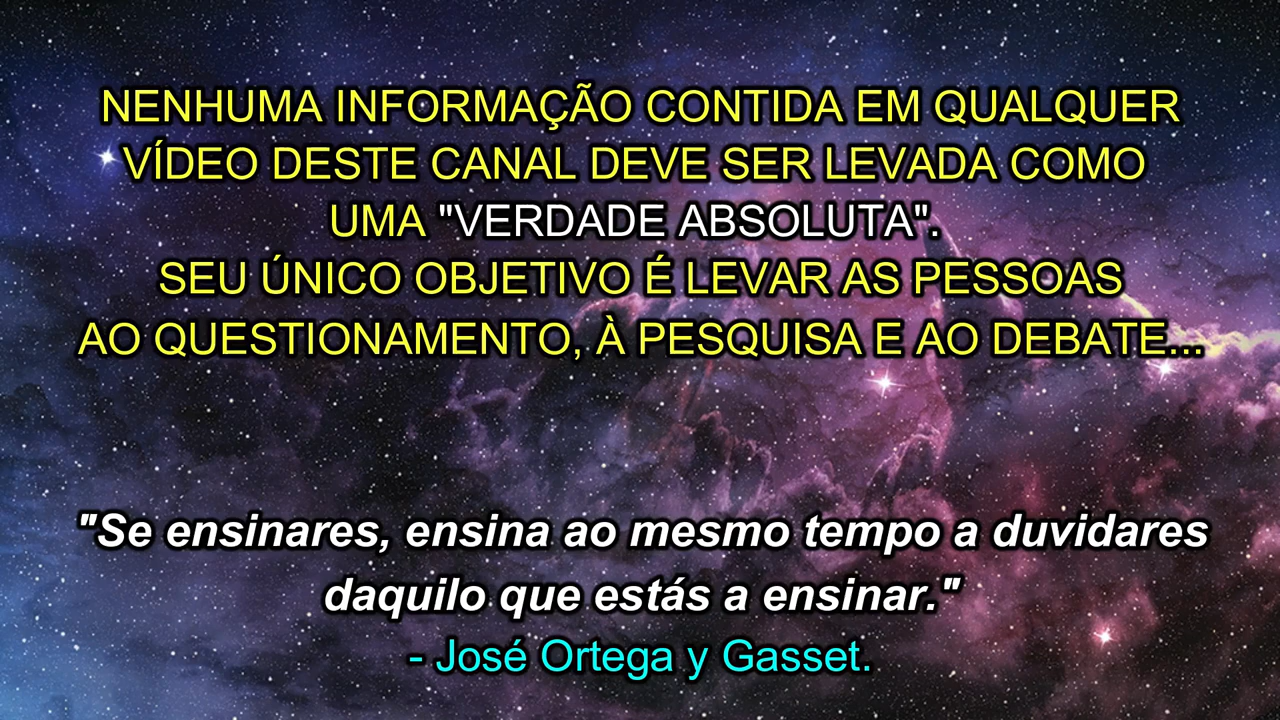 NENHUMA INFORMAÇÃO CONTIDA EM QUALQUER
VÍDEO DESTE CANAL DEVE SER LEVADA COMO
UMA "VERDADE ABSOLUTA".
SEU ÚNICO OBJETIVO É LEVAR AS PESSOAS
AO QUESTIONAMENTO, À PESQUISA E AO DEBATE...
"Se ensinares, ensina ao mesmo tempo a duvidares
daquilo que estás a ensinar."
- José Ortega y Gasset.